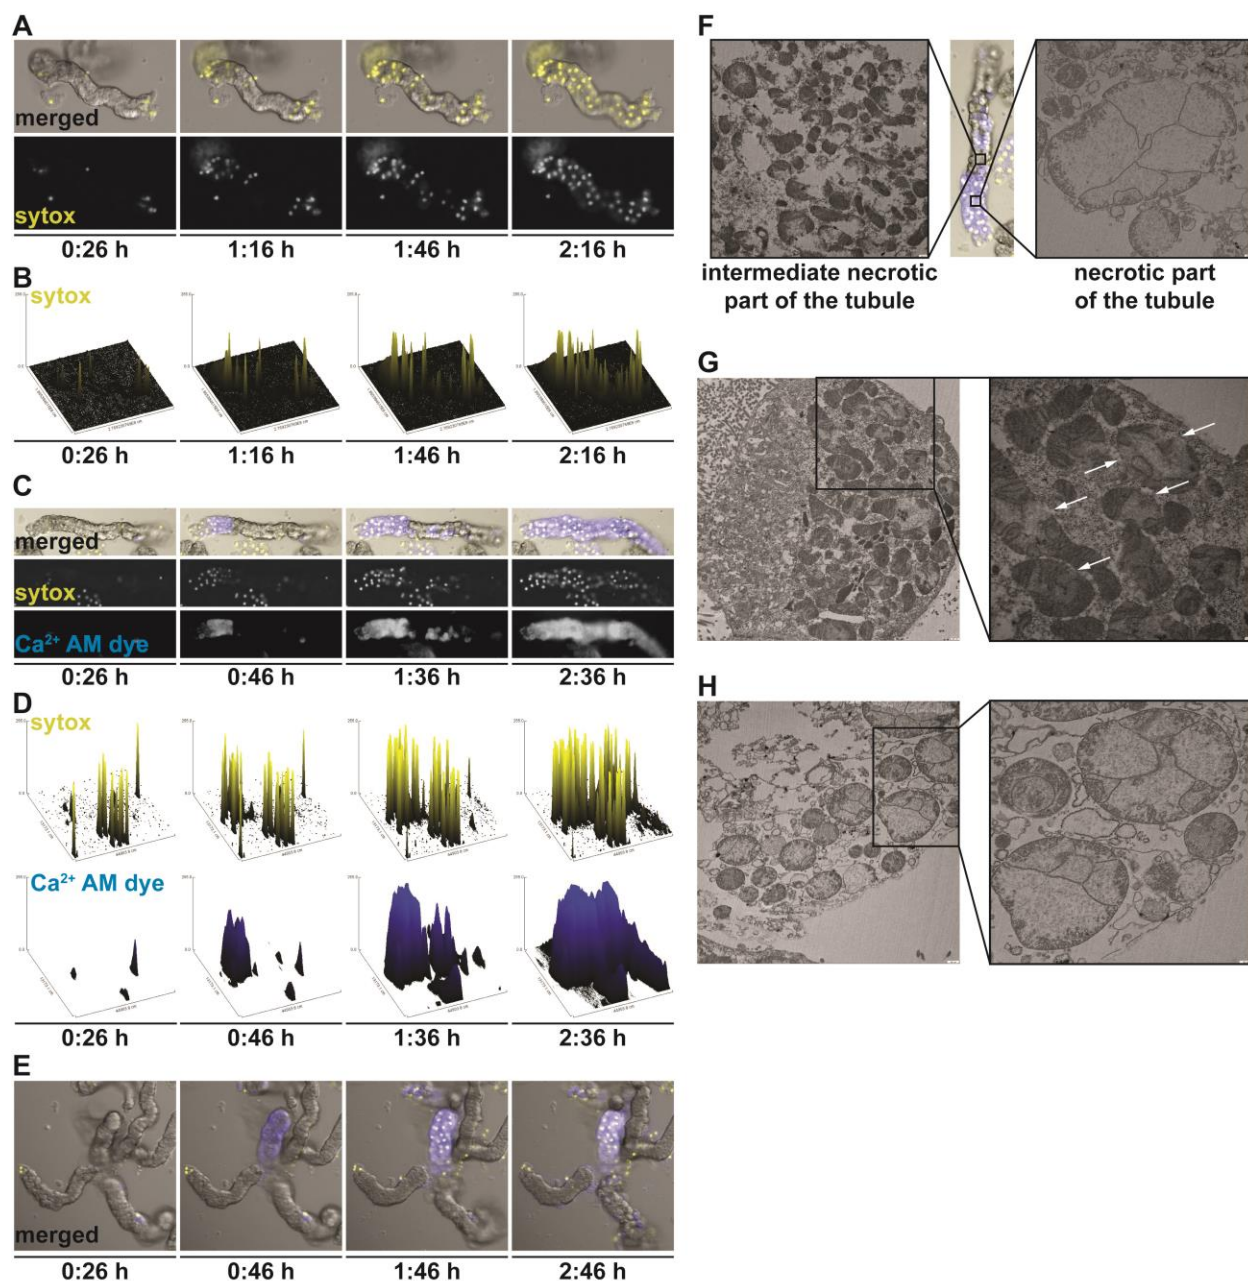 A
merged
sytox
0:26 h 1:16 h 1:46 h 2:16 h
B
sytox
0:26 h 1:16 h 1:46 h 2:16 h
C
merged
sytox
Ca²⁺ AM dye
0:26 h 0:46 h 1:36 h 2:36 h
D
sytox
Ca²⁺ AM dye
0:26 h 0:46 h 1:36 h 2:36 h
E
merged
0:26 h 0:46 h 1:46 h 2:46 h
F
intermediate necrotic
part of the tubule
necrotic part
of the tubule
G
H